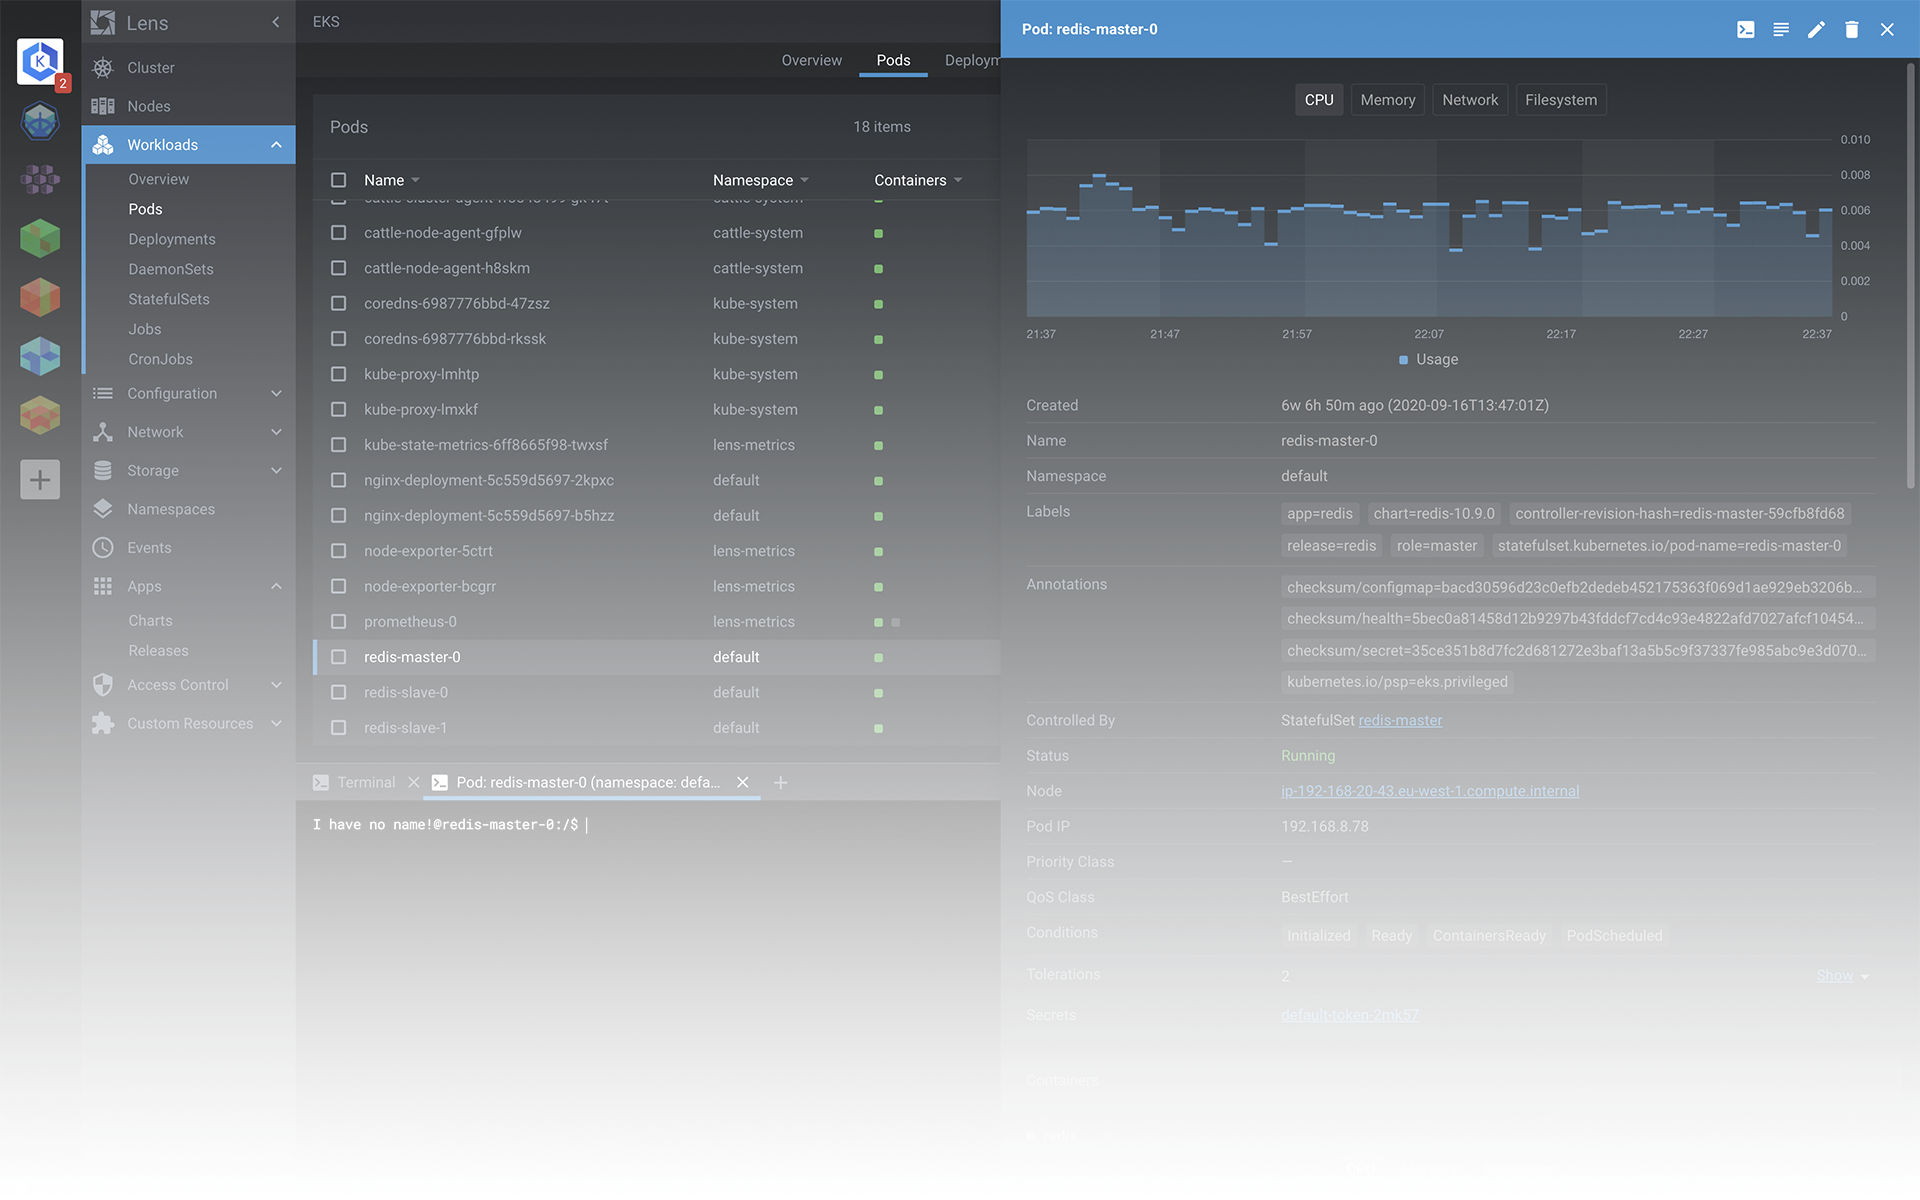 Lens
EKS
K
2
Cluster
Nodes
Workloads
Overview
Pods
Deployments
DaemonSets
StatefulSets
Jobs
CronJobs
Configuration
Network
Storage
Namespaces
Events
Apps
Charts
Releases
Access Control
Custom Resources
Overview Pods Deploym
Pods 18 items
Name Namespace Containers
cattle-node-agent-gfplw cattle-system
cattle-node-agent-h8skm cattle-system
coredns-6987776bbd-47zsz kube-system
coredns-6987776bbd-rkssk kube-system
kube-proxy-lmhtp kube-system
kube-proxy-lmxkf kube-system
kube-state-metrics-6ff8665f98-twxsf lens-metrics
nginx-deployment-5c559d5697-2kpxc default
nginx-deployment-5c559d5697-b5hzz default
node-exporter-5ctrt lens-metrics
node-exporter-bcgrr lens-metrics
prometheus-0 lens-metrics
redis-master-0 default
redis-slave-0 default
redis-slave-1 default
Terminal Pod: redis-master-0 (namespace: defa...
I have no name!@redis-master-0:/$
Pod: redis-master-0
CPU Memory Network Filesystem
0.010
0.008
0.006
0.004
0.002
0
21:37 21:47 21:57 22:07 22:17 22:27 22:37
Usage
Created 6w 6h 50m ago (2020-09-16T13:47:01Z)
Name redis-master-0
Namespace default
Labels app=redis chart=redis-10.9.0 controller-revision-hash=redis-master-59cfb8fd68
release=redis role=master statefulset.kubernetes.io/pod-name=redis-master-0
Annotations checksum/configmap=bacd30596d23c0efb2dedeb452175363f069d1ae929eb3206b...
checksum/health=5bec0a81458d12b9297b43fddcf7cd4c93e4822afd7027afcf10454...
checksum/secret=35ce351b8d7fc2d681272e3baf13a5b5c9f37337fe985abc9e3d070...
kubernetes.io/psp=eks.privileged
Controlled By StatefulSet redis-master
Status Running
Node ip-192-168-20-43.eu-west-1.compute.internal
Pod IP 192.168.8.78
Priority Class —
QoS Class BestEffort
Conditions Initialized Ready ContainersReady PodScheduled
Tolerations 2 Show
Secrets default-token-2mk57
Containers